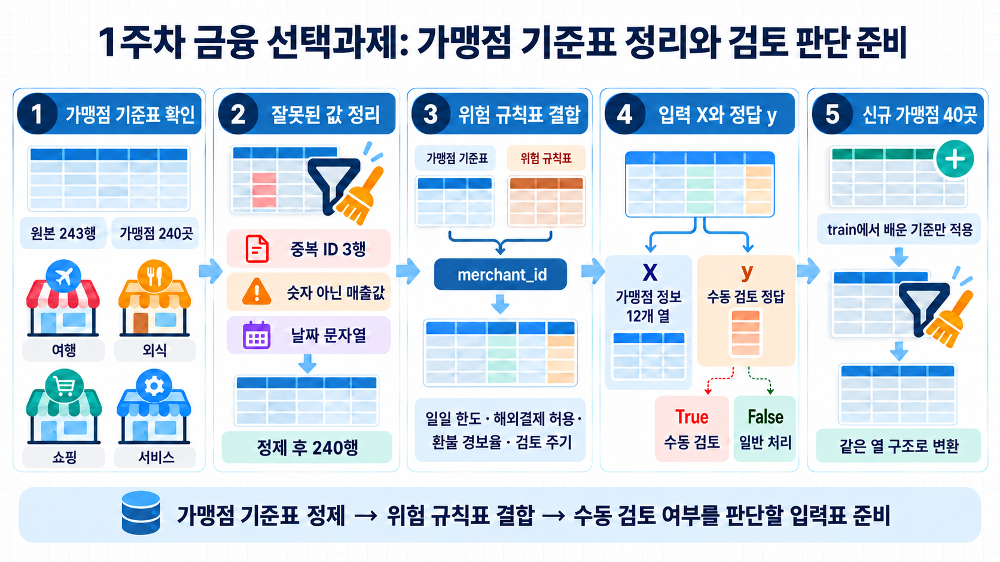 1주차 금융 선택과제: 가맹점 기준표 정리와 검토 판단 준비
1 가맹점 기준표 확인
원본 243행
가맹점 240곳
여행
외식
쇼핑
서비스
2 잘못된 값 정리
중복 ID 3행
숫자 아닌 매출값
날짜 문자열
정제 후 240행
3 위험 규칙표 결합
가맹점 기준표
위험 규칙표
merchant_id
일일 한도 · 해외결제 허용 ·
환불 경보율 · 검토 주기
4 입력 X와 정답 y
X
가맹점 정보
12개 열
y
수동 검토 정답
True
수동 검토
False
일반 처리
5 신규 가맹점 40곳
train에서 배운 기준만 적용
같은 열 구조로 변환
가맹점 기준표 정제 → 위험 규칙표 결합 → 수동 검토 여부를 판단할 입력표 준비